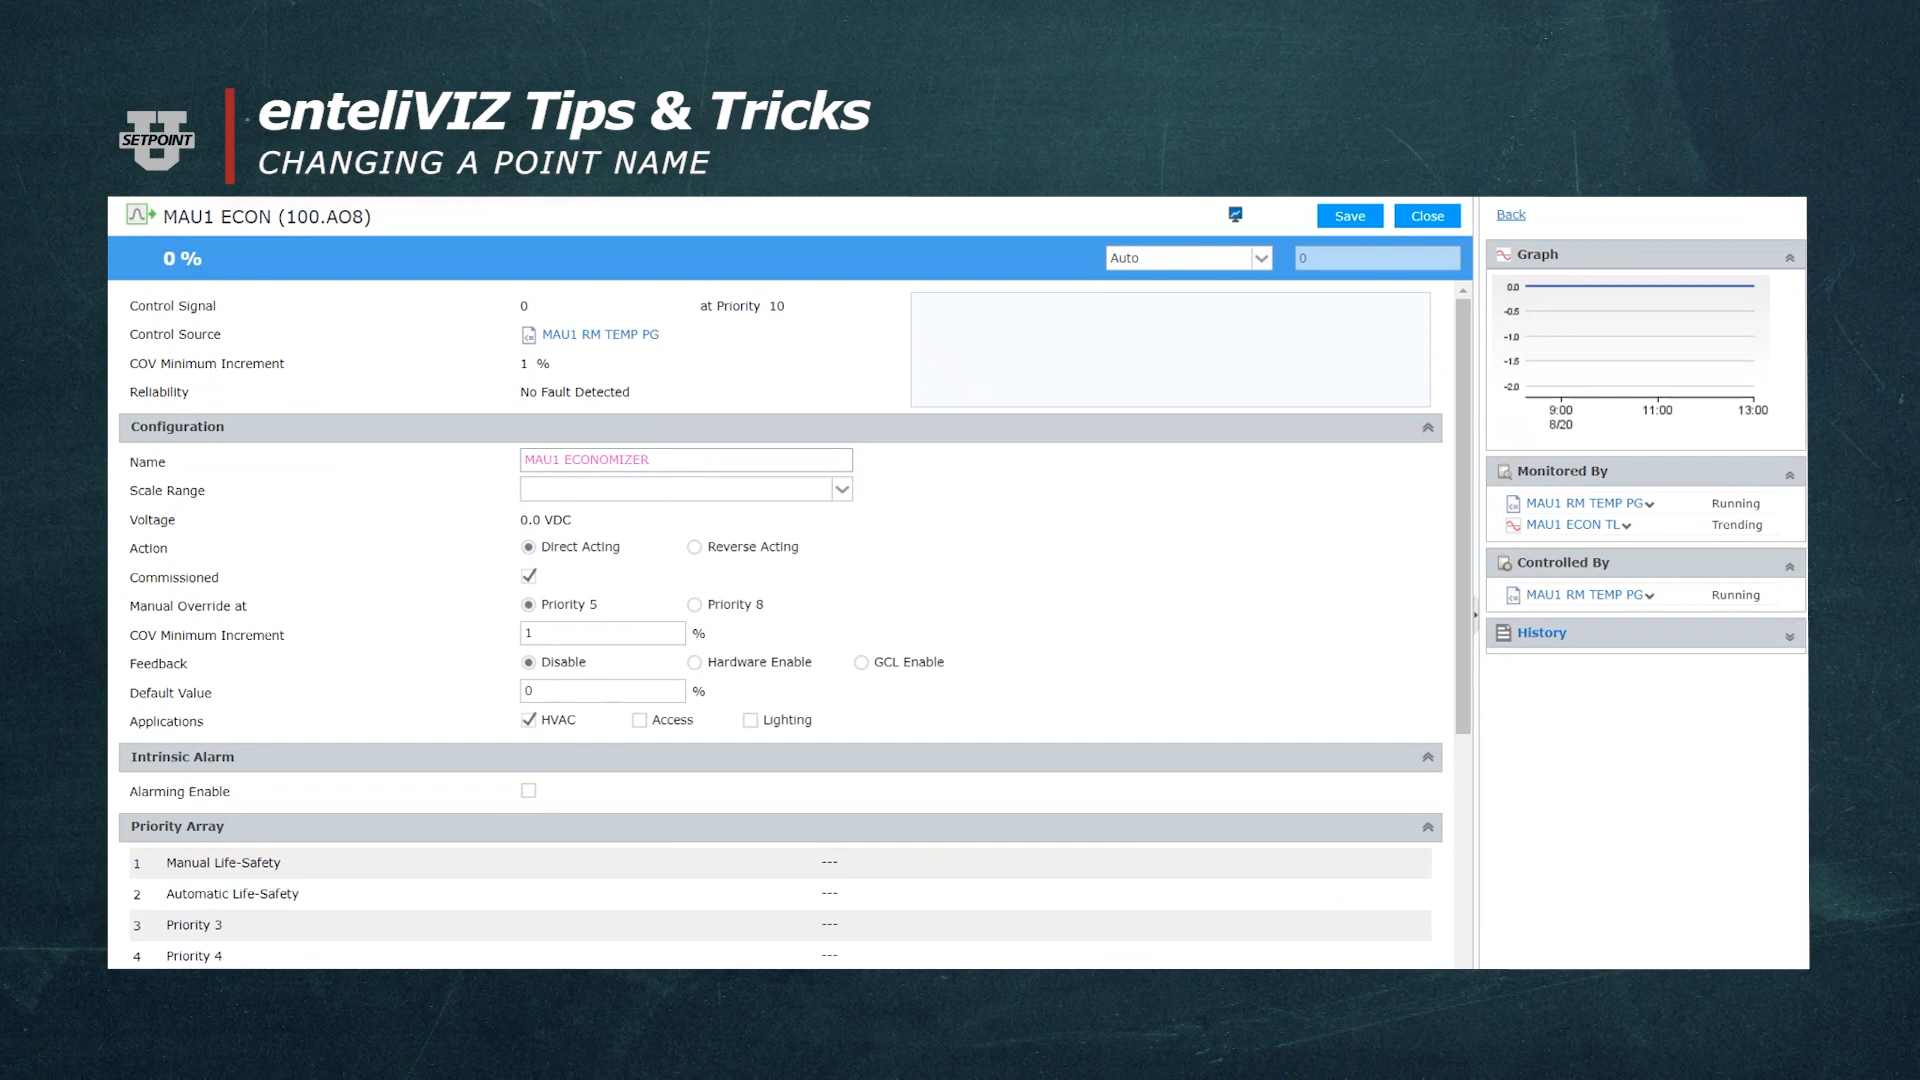 enteliVIZ Tips & Tricks
SETPOINT
CHANGING A POINT NAME
MAU1 ECON (100.AO8)
Save
Close
Back
0 %
Auto
0
Graph
Control Signal 0 at Priority 10
Control Source MAU1 RM TEMP PG
COV Minimum Increment 1 %
Reliability No Fault Detected
0.0
-0.5
-1.0
-1.5
-2.0
9:00 11:00 13:00
8/20
Configuration
Name MAU1 ECONOMIZER
Scale Range
Voltage 0.0 VDC
Action Direct Acting Reverse Acting
Commissioned
Manual Override at Priority 5 Priority 8
COV Minimum Increment 1 %
Feedback Disable Hardware Enable GCL Enable
Default Value 0 %
Applications HVAC Access Lighting
Intrinsic Alarm
Alarming Enable
Priority Array
1 Manual Life-Safety ---
2 Automatic Life-Safety ---
3 Priority 3 ---
4 Priority 4 ---
Monitored By
MAU1 RM TEMP PG Running
MAU1 ECON TL Trending
Controlled By
MAU1 RM TEMP PG Running
History